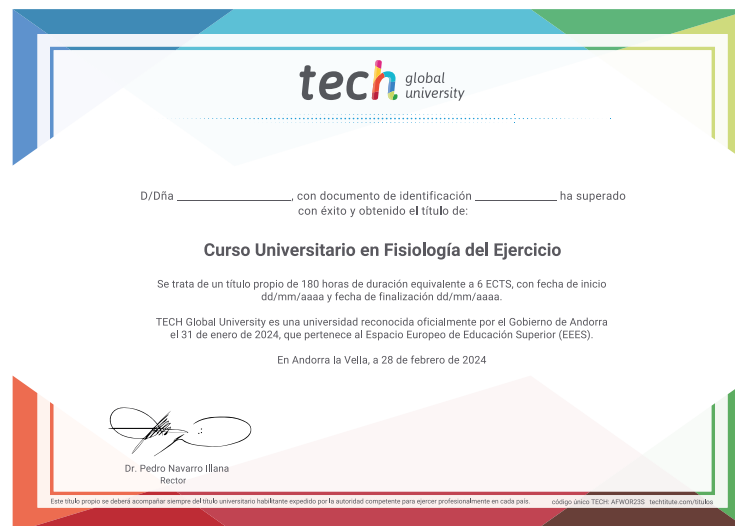 tech global university
D/Dña ____________________, con documento de identificación ______________ ha superado
con éxito y obtenido el título de:
Curso Universitario en Fisiología del Ejercicio
Se trata de un título propio de 180 horas de duración equivalente a 6 ECTS, con fecha de inicio
dd/mm/aaaa y fecha de finalización dd/mm/aaaa.
TECH Global University es una universidad reconocida oficialmente por el Gobierno de Andorra
el 31 de enero de 2024, que pertenece al Espacio Europeo de Educación Superior (EEES).
En Andorra la Vella, a 28 de febrero de 2024
Dr. Pedro Navarro Illana
Rector
Este título propio se deberá acompañar siempre del título universitario habilitante expedido por la autoridad competente para ejercer profesionalmente en cada país. código único TECH: AFWOR23S techtitute.com/titulos